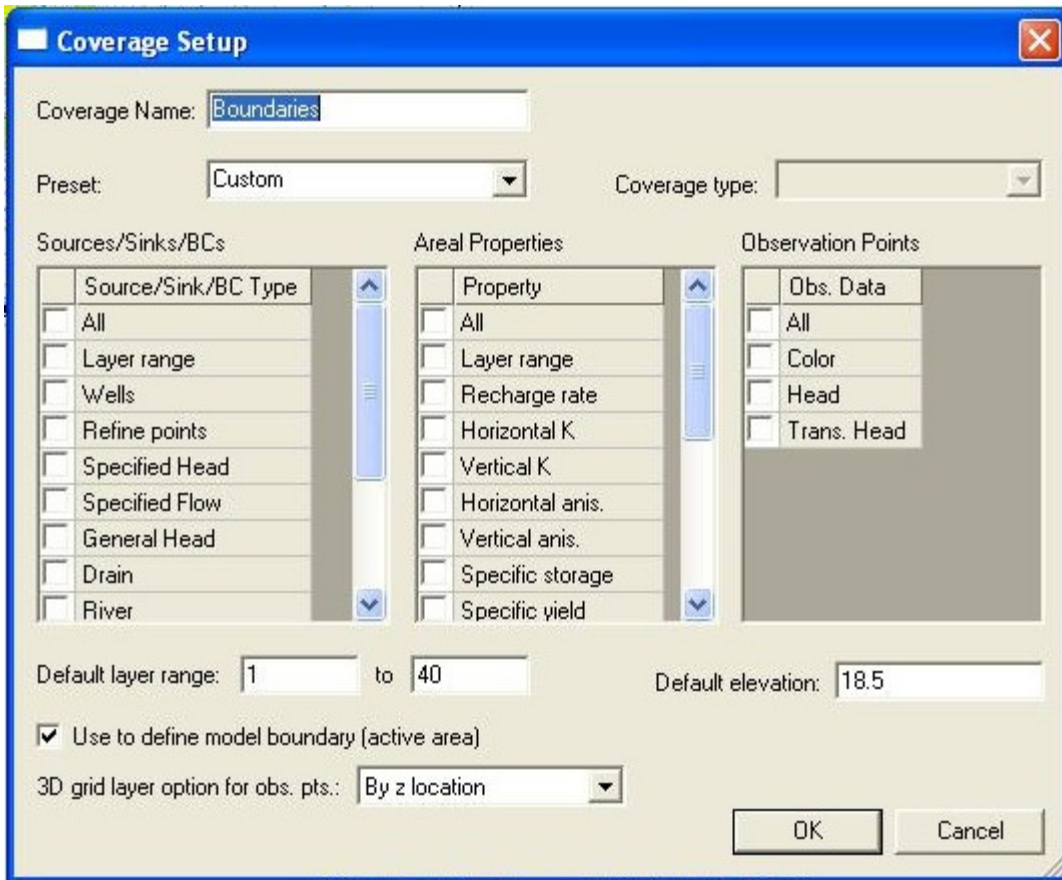 Coverage Setup
Coverage Name: Boundaries
Preset: Custom Coverage type:
Sources/Sinks/BCs Areal Properties Observation Points
Source/Sink/BC Type Property Obs. Data
All All All
Layer range Layer range Color
Wells Recharge rate Head
Refine points Horizontal K Trans. Head
Specified Head Vertical K
Specified Flow Horizontal anis.
General Head Vertical anis.
Drain Specific storage
River Specific yield
Default layer range: 1 to 40 Default elevation: 18.5
Use to define model boundary (active area)
3D grid layer option for obs. pts.: By z location
OK Cancel